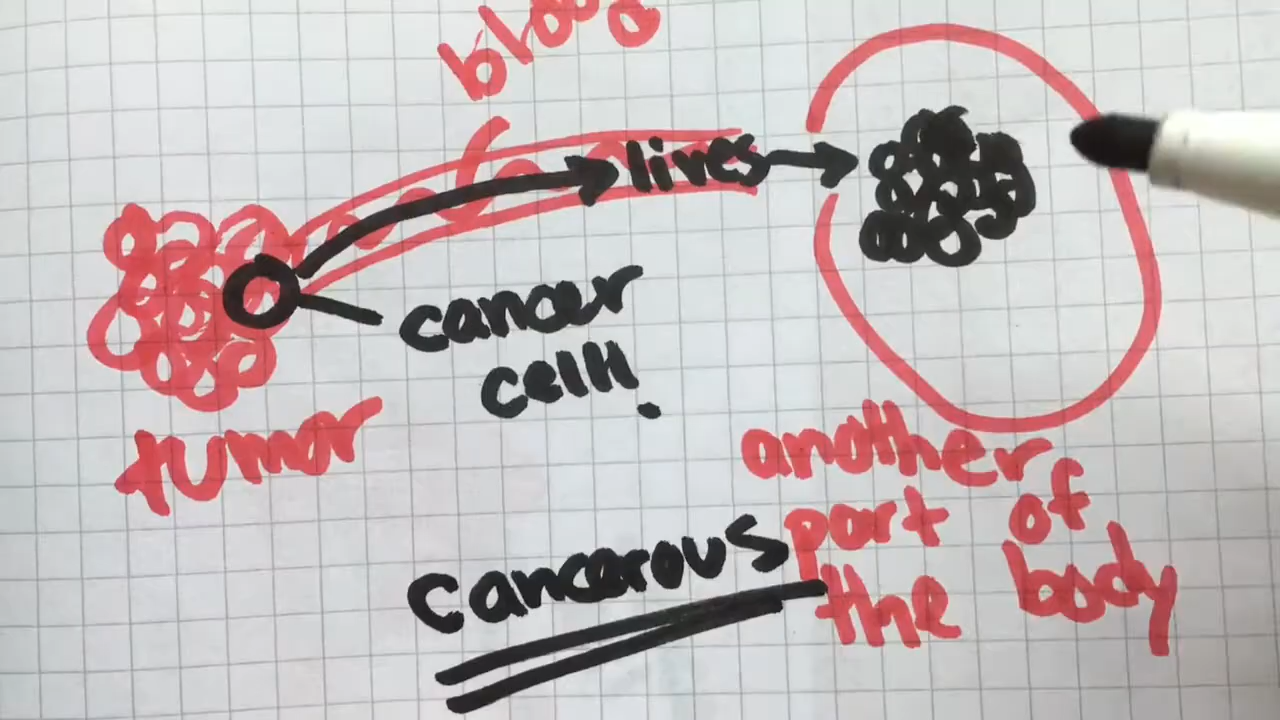 blood
lives
cancer
cell
tumor
another
part of
the body
cancerous